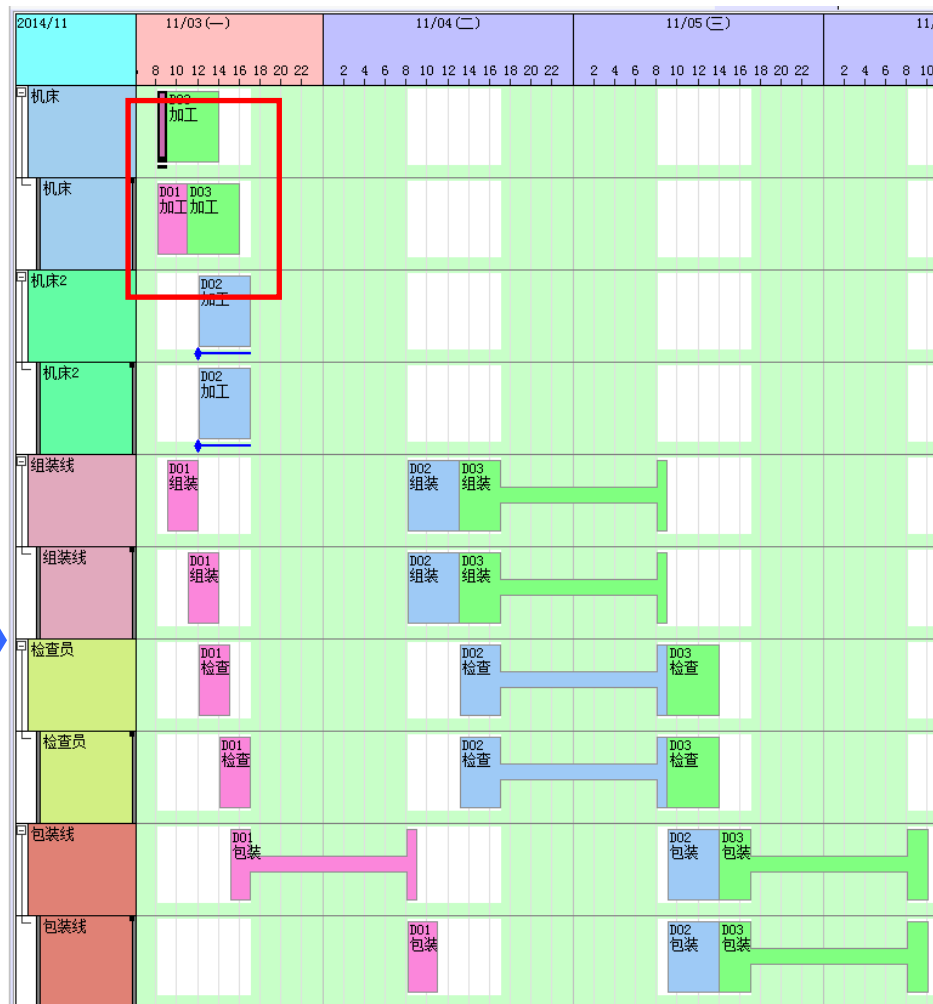 2014/11 11/03(一) 11/04(二) 11/05(三) 11/
8 10 12 14 16 18 20 22 2 4 6 8 10 12 14 16 18 20 22 2 4 6 8 10 12 14 16 18 20 22 2 4 6 8 10
机床 D03
加工
机床 D01 D03
加工 加工
机床2 D02
加工
机床2 D02
加工
组装线 D01 D02 D03
组装 组装 组装
组装线 D01 D02 D03
组装 组装 组装
检查员 D01 D02 D03
检查 检查 检查
检查员 D01 D02 D03
检查 检查 检查
包装线 D01 D02 D03
包装 包装 包装
包装线 D01 D02 D03
包装 包装 包装